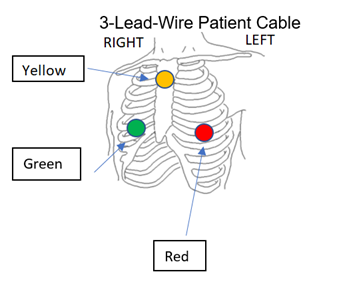 3-Lead-Wire Patient Cable
RIGHT
LEFT
Yellow
Green
Red